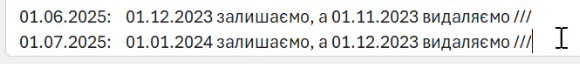 01.06.2025: 01.12.2023 залишаємо, а 01.11.2023 видаляємо ///
01.07.2025: 01.01.2024 залишаємо, а 01.12.2023 видаляємо ///